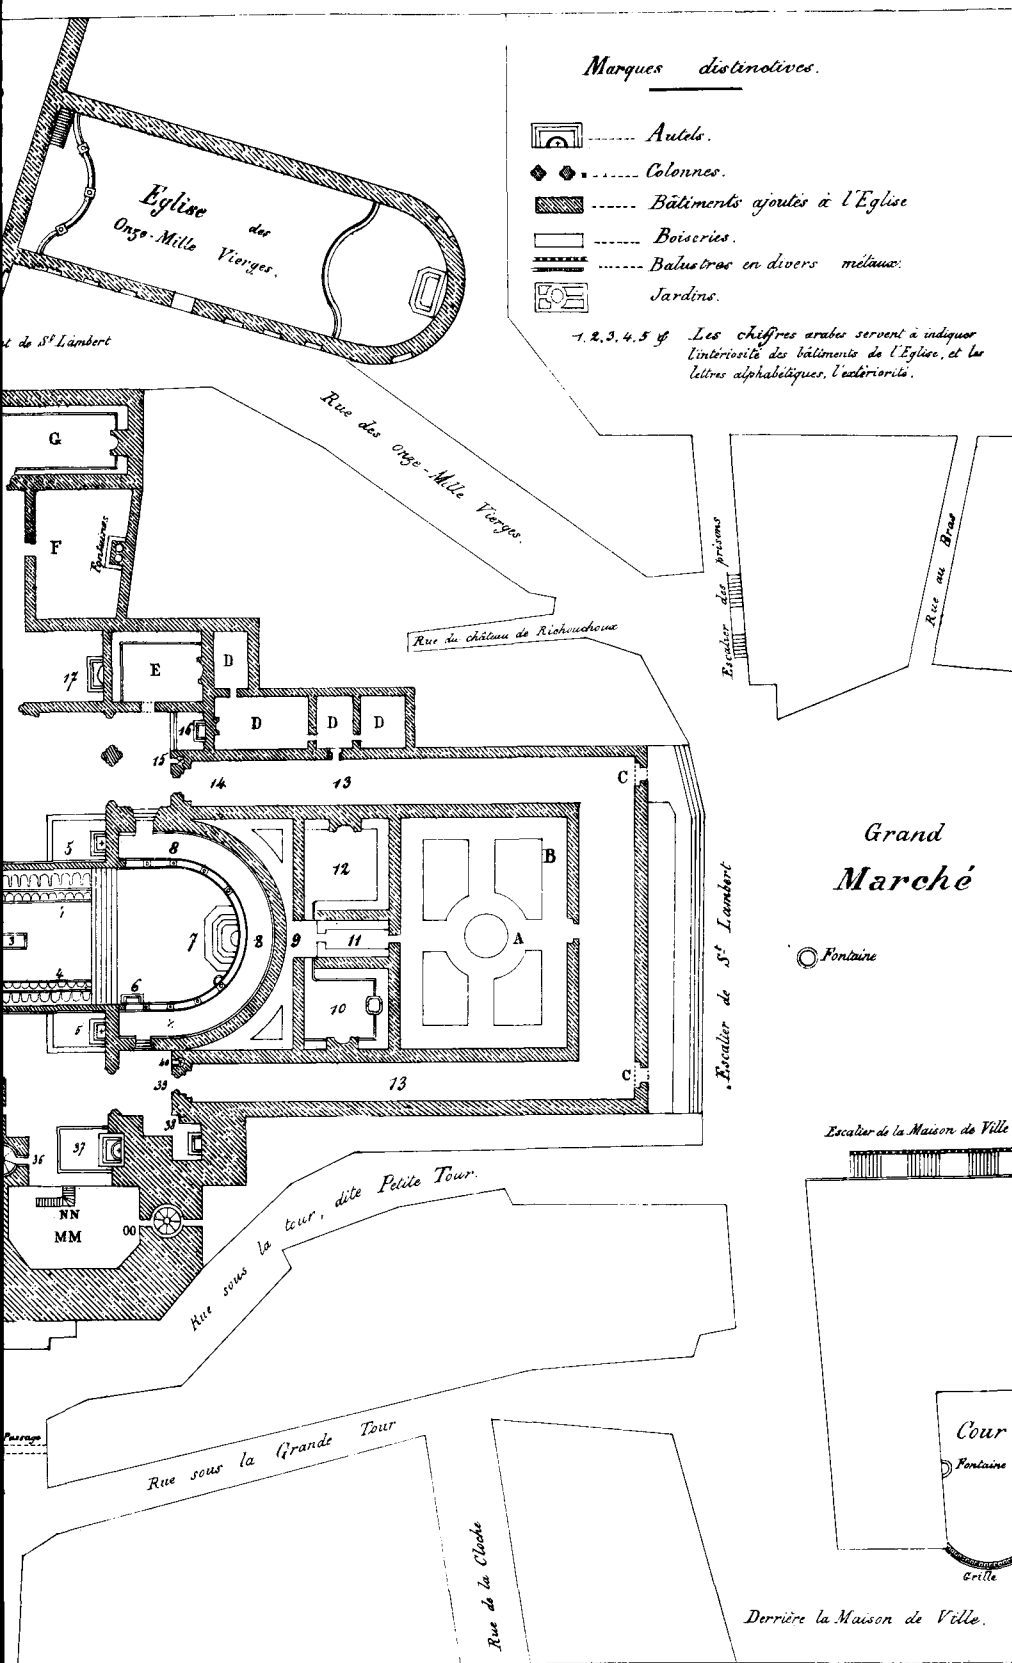 Marques distinctives.
Autels.
Colonnes.
Bâtiments ajoutés à l'Eglise
Boiseries.
Balustres en divers métaux.
Jardins.
1, 2, 3, 4, 5 & Les chiffres arabes servent à indiquer
l'intériosité des bâtiments de l'Eglise, et les
lettres alphabétiques, l'extériorité.
Eglise des
Onze-Mille Vierges.
de St Lambert
Rue des Onze-Mille Vierges.
G
F
Fontaines
Rue du château de Richouchoux
Escalier des prisons
Rue au Bras
17
E
D
D
D
D
16
15
14
13
C
5
8
12
B
1
7
8
9
11
A
3
4
6
10
5
40
39
13
C
38
37
36
NN
MM
OO
Grand
Marché
Fontaine
Escalier de St Lambert
Escalier de la Maison de Ville
Rue sous la tour, dite Petite Tour.
Passage
Rue sous la Grande Tour
Rue de la Cloche
Cour
Fontaine
Grille
Derrière la Maison de Ville.